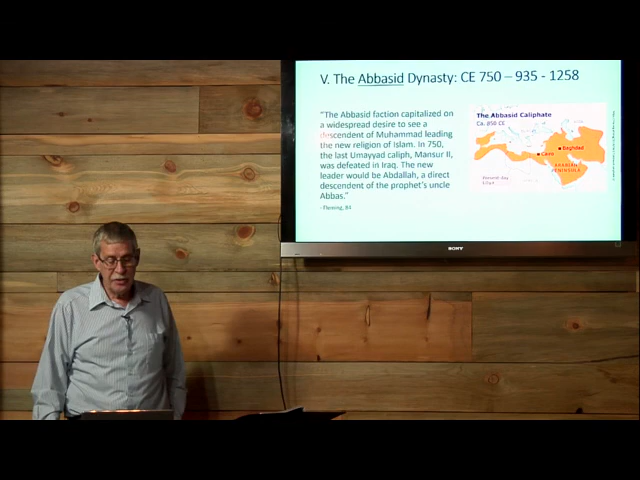 V. The Abbasid Dynasty: CE 750 – 935 - 1258
"The Abbasid faction capitalized on
a widespread desire to see a
descendent of Muhammad leading
the new religion of Islam. In 750,
the last Umayyad caliph, Mansur II,
was defeated in Iraq. The new
leader would be Abdallah, a direct
descendent of the prophet's uncle
Abbas."
- Fleming, 84
The Abbasid Caliphate
Ca. 850 CE
Baghdad
Cairo
ARABIAN
PENINSULA
Present day
SONY